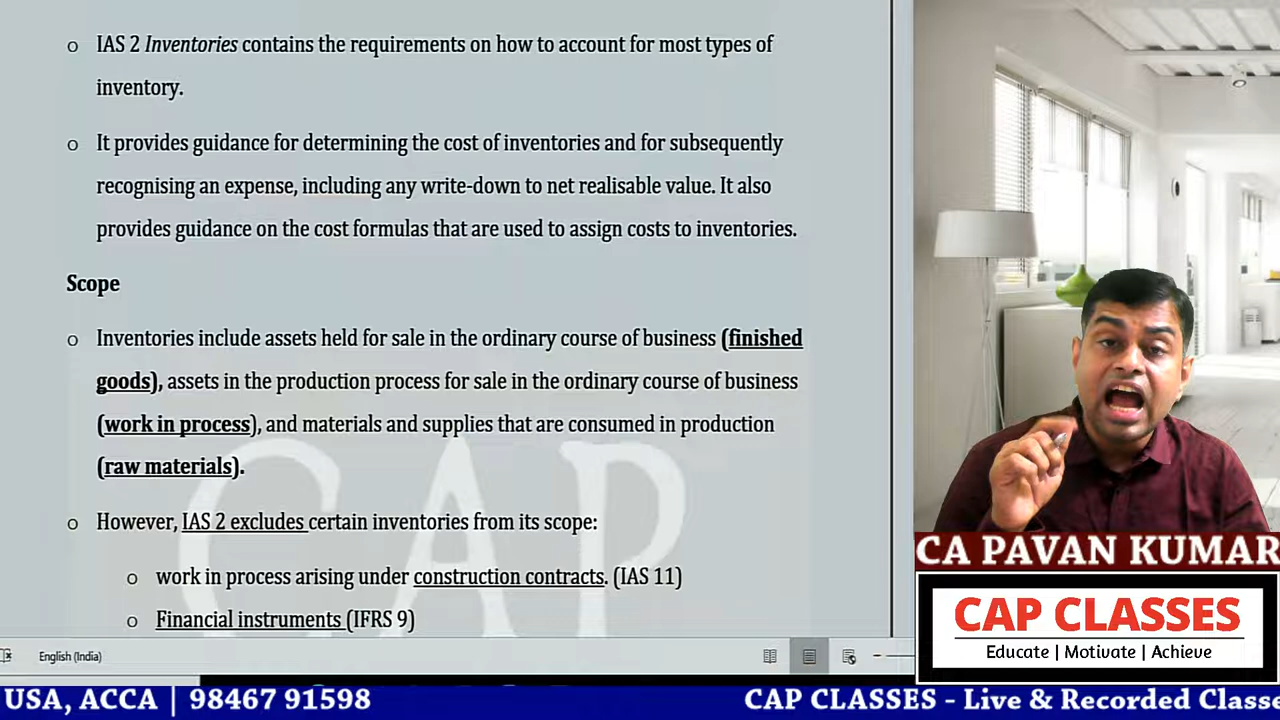 o IAS 2 Inventories contains the requirements on how to account for most types of
inventory.
o It provides guidance for determining the cost of inventories and for subsequently
recognising an expense, including any write-down to net realisable value. It also
provides guidance on the cost formulas that are used to assign costs to inventories.
Scope
o Inventories include assets held for sale in the ordinary course of business (finished
goods), assets in the production process for sale in the ordinary course of business
(work in process), and materials and supplies that are consumed in production
(raw materials).
o However, IAS 2 excludes certain inventories from its scope:
o work in process arising under construction contracts. (IAS 11)
o Financial instruments (IFRS 9)
CAP
English (India)
CA PAVAN KUMAR
CAP CLASSES
Educate | Motivate | Achieve
USA, ACCA | 98467 91598
CAP CLASSES - Live & Recorded Classe